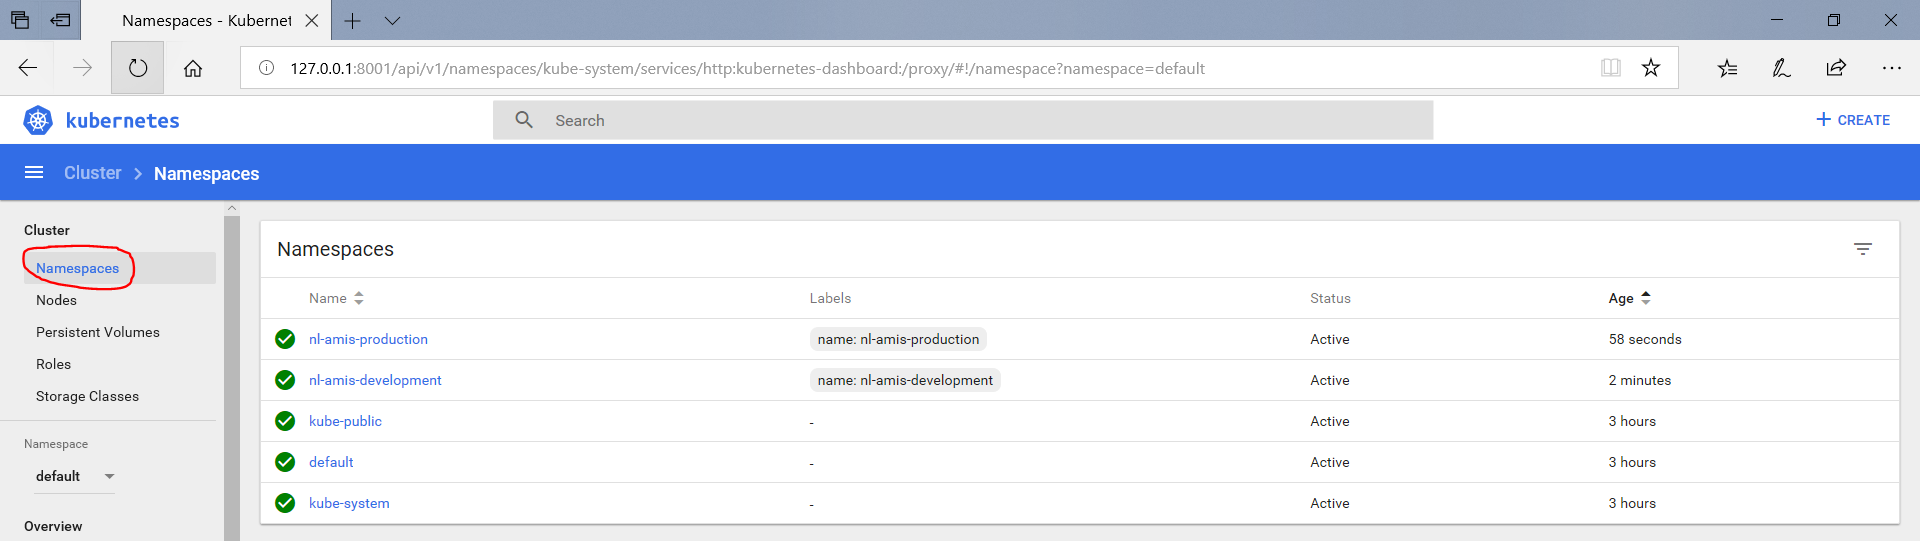 Namespaces - Kubernet
127.0.0.1:8001/api/v1/namespaces/kube-system/services/http:kubernetes-dashboard:/proxy/#!/namespace?namespace=default
kubernetes
Search
CREATE
Cluster
Namespaces
Cluster
Namespaces
Nodes
Persistent Volumes
Roles
Storage Classes
Namespace
default
Overview
Namespaces
Name Labels Status Age
nl-amis-production name: nl-amis-production Active 58 seconds
nl-amis-development name: nl-amis-development Active 2 minutes
kube-public - Active 3 hours
default - Active 3 hours
kube-system - Active 3 hours